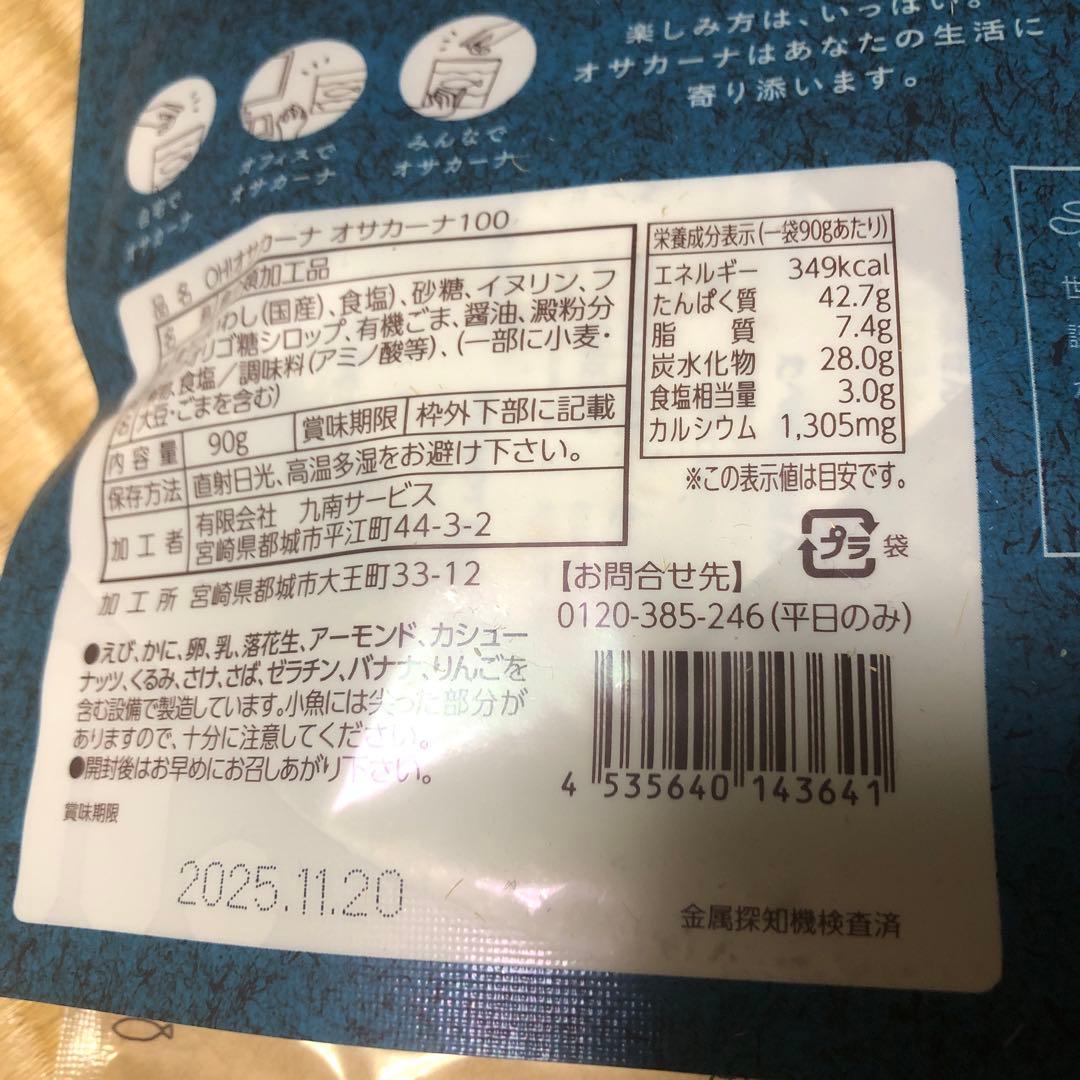 楽しみ方は、いっぱい。
オサカーナはあなたの生活に
寄り添います。
自宅で
オサカーナ
オフィスで
オサカーナ
みんなで
オサカーナ
品 名 OH!オサカーナ オサカーナ100
名 類加工品
わし(国産)、食塩)、砂糖、イヌリン、フ
リゴ糖シロップ、有機ごま、醤油、澱粉分
食塩/調味料(アミノ酸等)、(一部に小麦・
大豆・ごまを含む)
内容量 90g 賞味期限 枠外下部に記載
保存方法 直射日光、高温多湿をお避け下さい。
加工者 有限会社 九南サービス
宮崎県都城市平江町44-3-2
加工所 宮崎県都城市大王町33-12
栄養成分表示(一袋90gあたり)
エネルギー 349kcal
たんぱく質 42.7g
脂質 7.4g
炭水化物 28.0g
食塩相当量 3.0g
カルシウム 1,305mg
※この表示値は目安です。
プラ 袋
【お問合せ先】
0120-385-246(平日のみ)
●えび、かに、卵、乳、落花生、アーモンド、カシュー
ナッツ、くるみ、さけ、さば、ゼラチン、バナナ、りんごを
含む設備で製造しています。小魚には尖った部分が
ありますので、十分に注意してください。
●開封後はお早めにお召しあがり下さい。
賞味期限
2025.11.20
4 535640 143641
金属探知機検査済
世